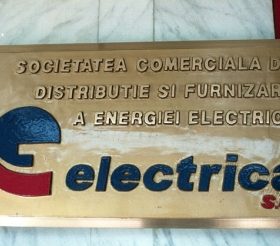 SOCIETATEA COMERCIALA D
DISTRIBUTIE SI FURNIZAR
A ENERGIEI ELECTRIC
electrica
S.